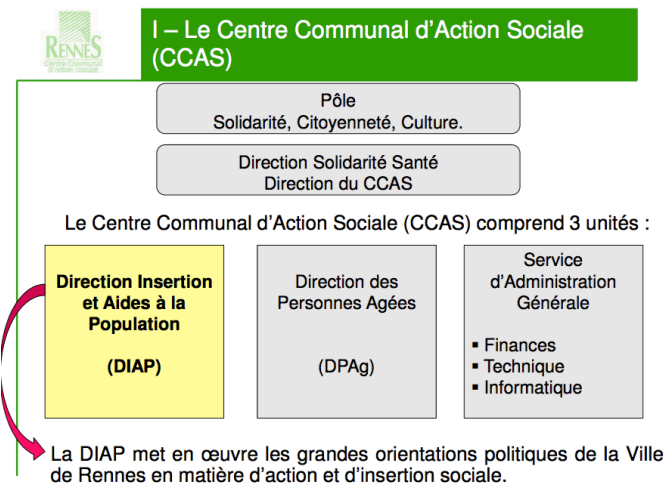 RENNES
Centre Communal
d'Action Sociale
I – Le Centre Communal d'Action Sociale
(CCAS)
Pôle
Solidarité, Citoyenneté, Culture.
Direction Solidarité Santé
Direction du CCAS
Le Centre Communal d'Action Sociale (CCAS) comprend 3 unités :
Direction Insertion
et Aides à la
Population
(DIAP)
Direction des
Personnes Agées
(DPAg)
Service
d'Administration
Générale
▪ Finances
▪ Technique
▪ Informatique
La DIAP met en œuvre les grandes orientations politiques de la Ville
de Rennes en matière d'action et d'insertion sociale.